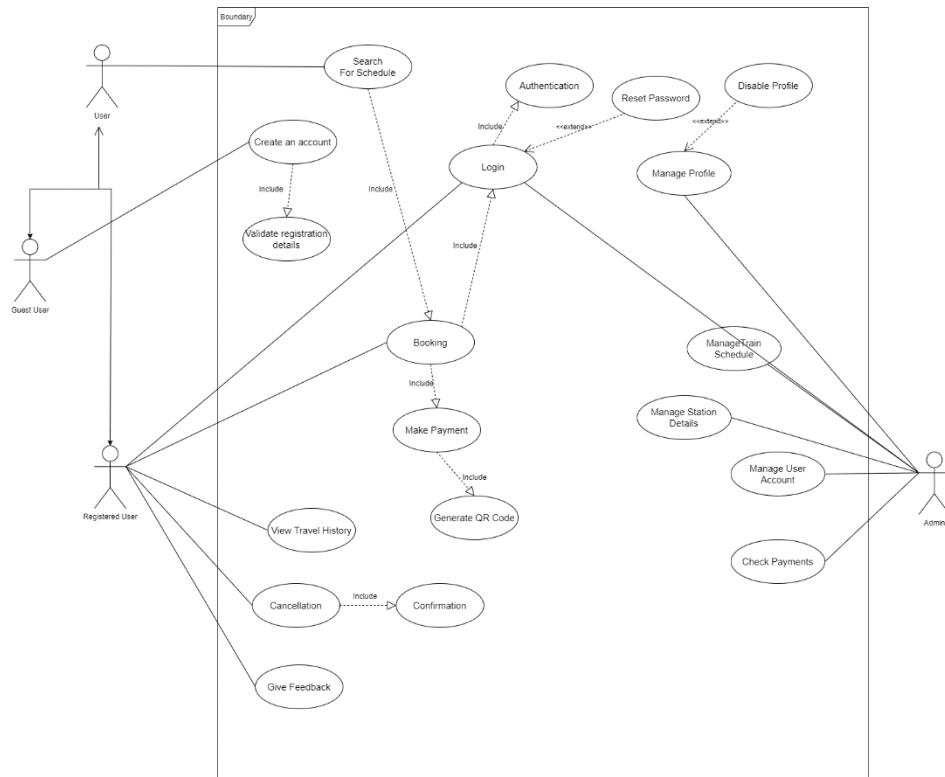 Boundary
Search
For Schedule
Authentication
Reset Password
Disable Profile
User
Include
<<extend>>
<<extend>>
Create an account
Login
Manage Profile
Include
Include
Validate registration
details
Include
Guest User
Booking
ManageTrain
Schedule
Include
Manage Station
Details
Make Payment
Manage User
Account
Include
Registered User
Generate QR Code
Admin
View Travel History
Check Payments
Include
Cancellation
Confirmation
Give Feedback